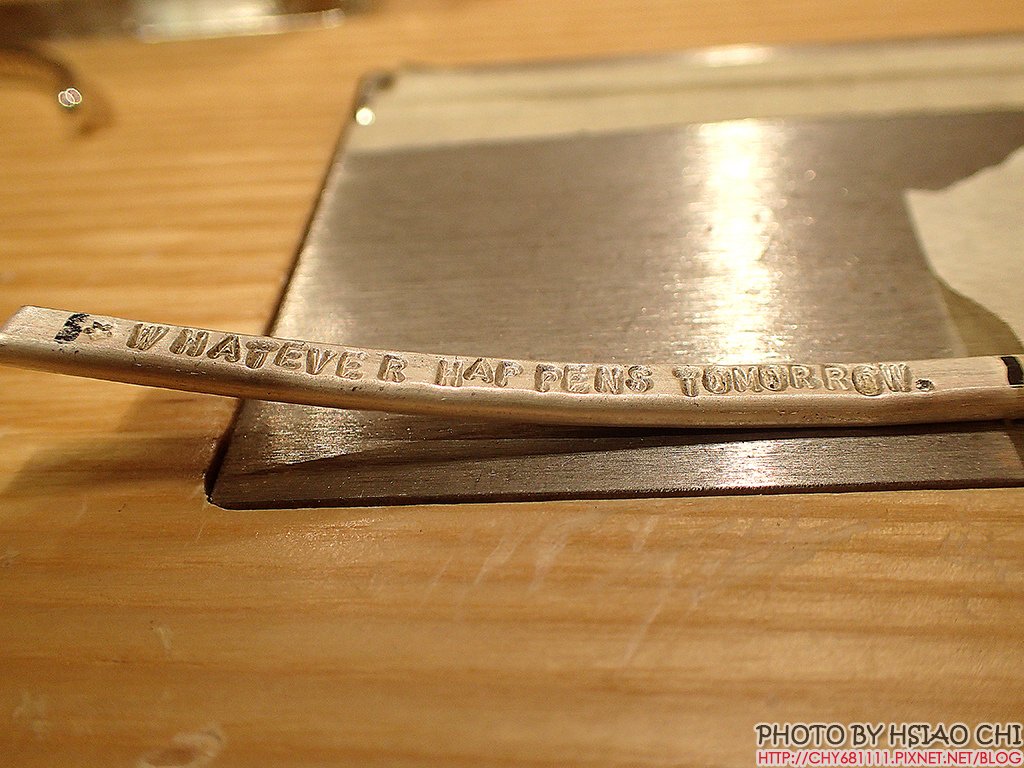 WHATEVER HAPPENS TOMORROW.
PHOTO BY HSIAO CHI
HTTP://CHY681111.PIXNET.NET/BLOG